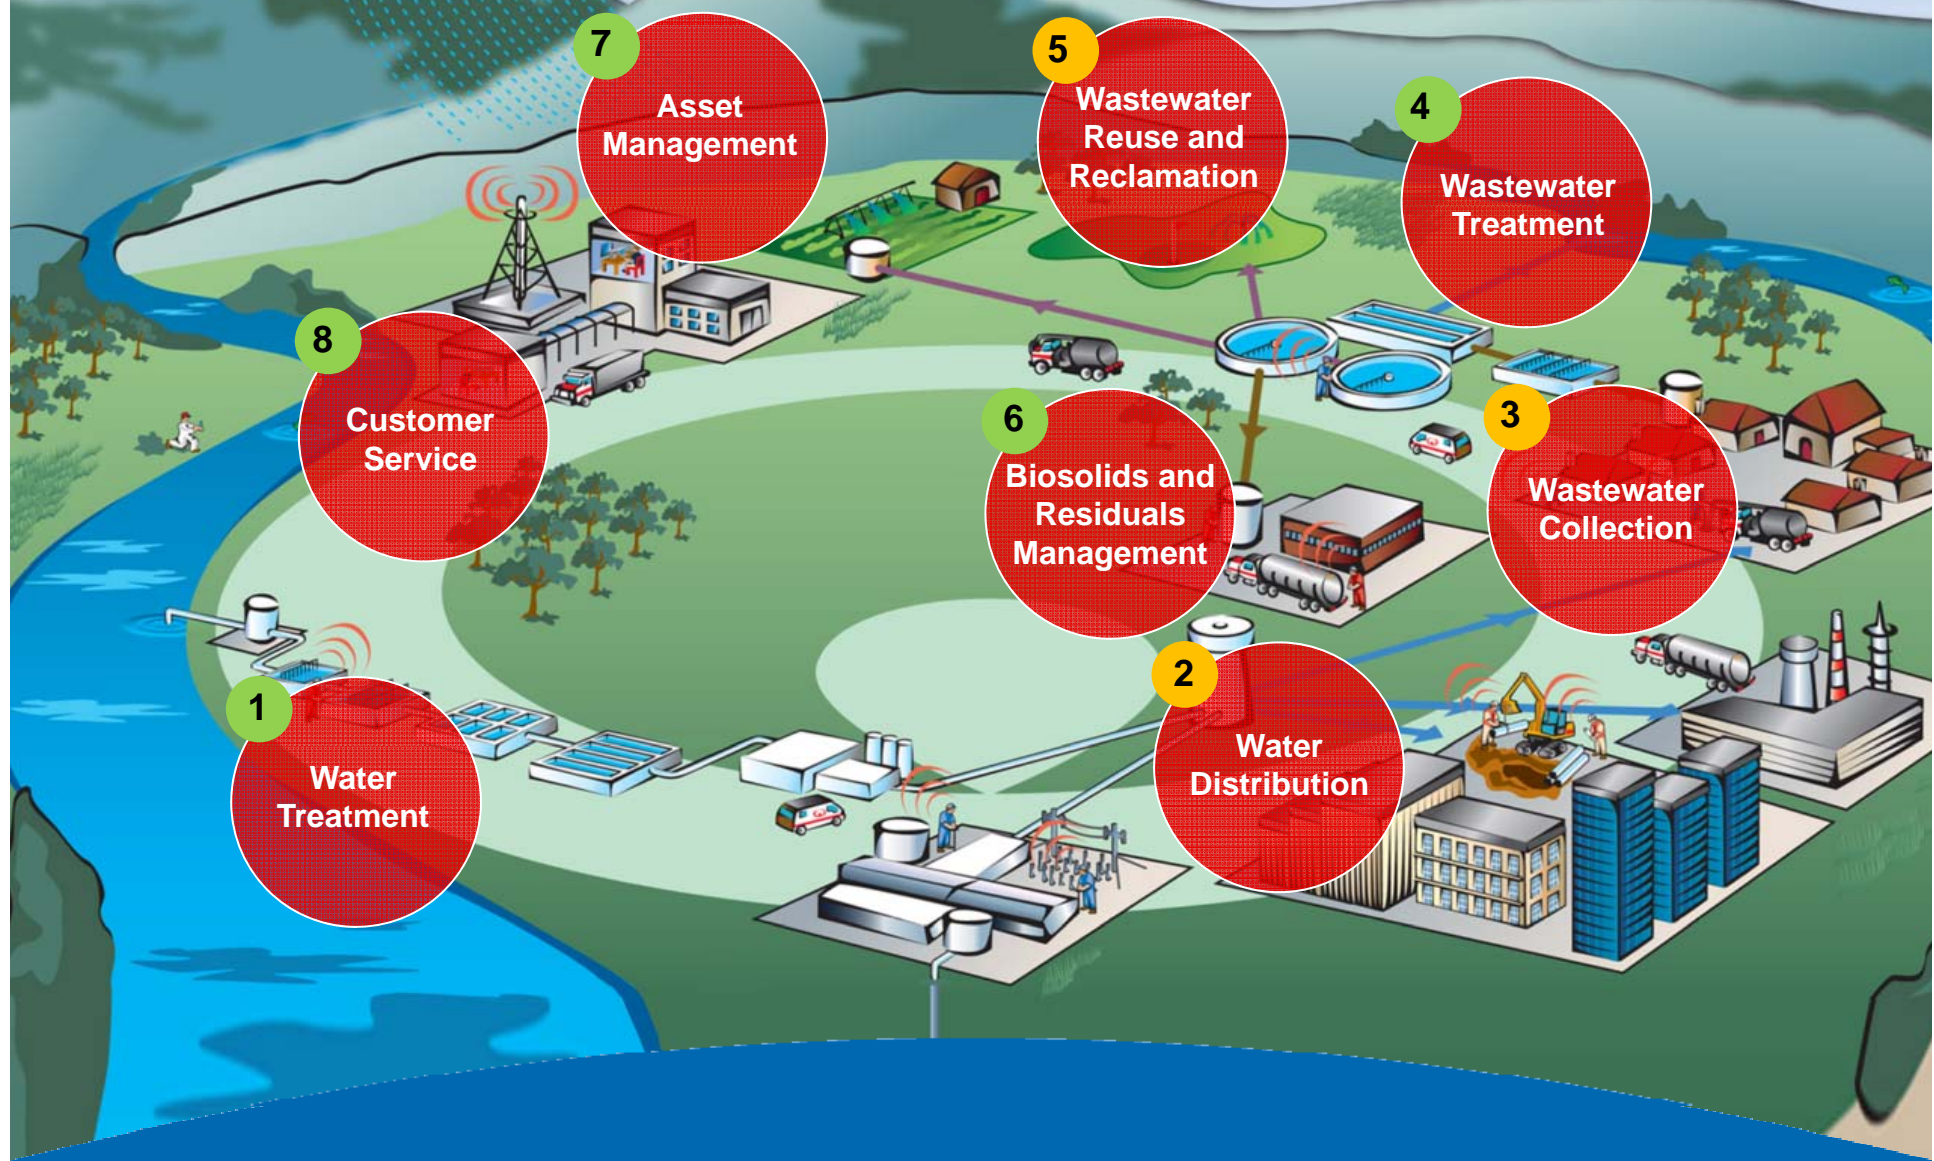 7
Asset
Management
5
Wastewater
Reuse and
Reclamation
4
Wastewater
Treatment
8
Customer
Service
6
Biosolids and
Residuals
Management
3
Wastewater
Collection
1
Water
Treatment
2
Water
Distribution